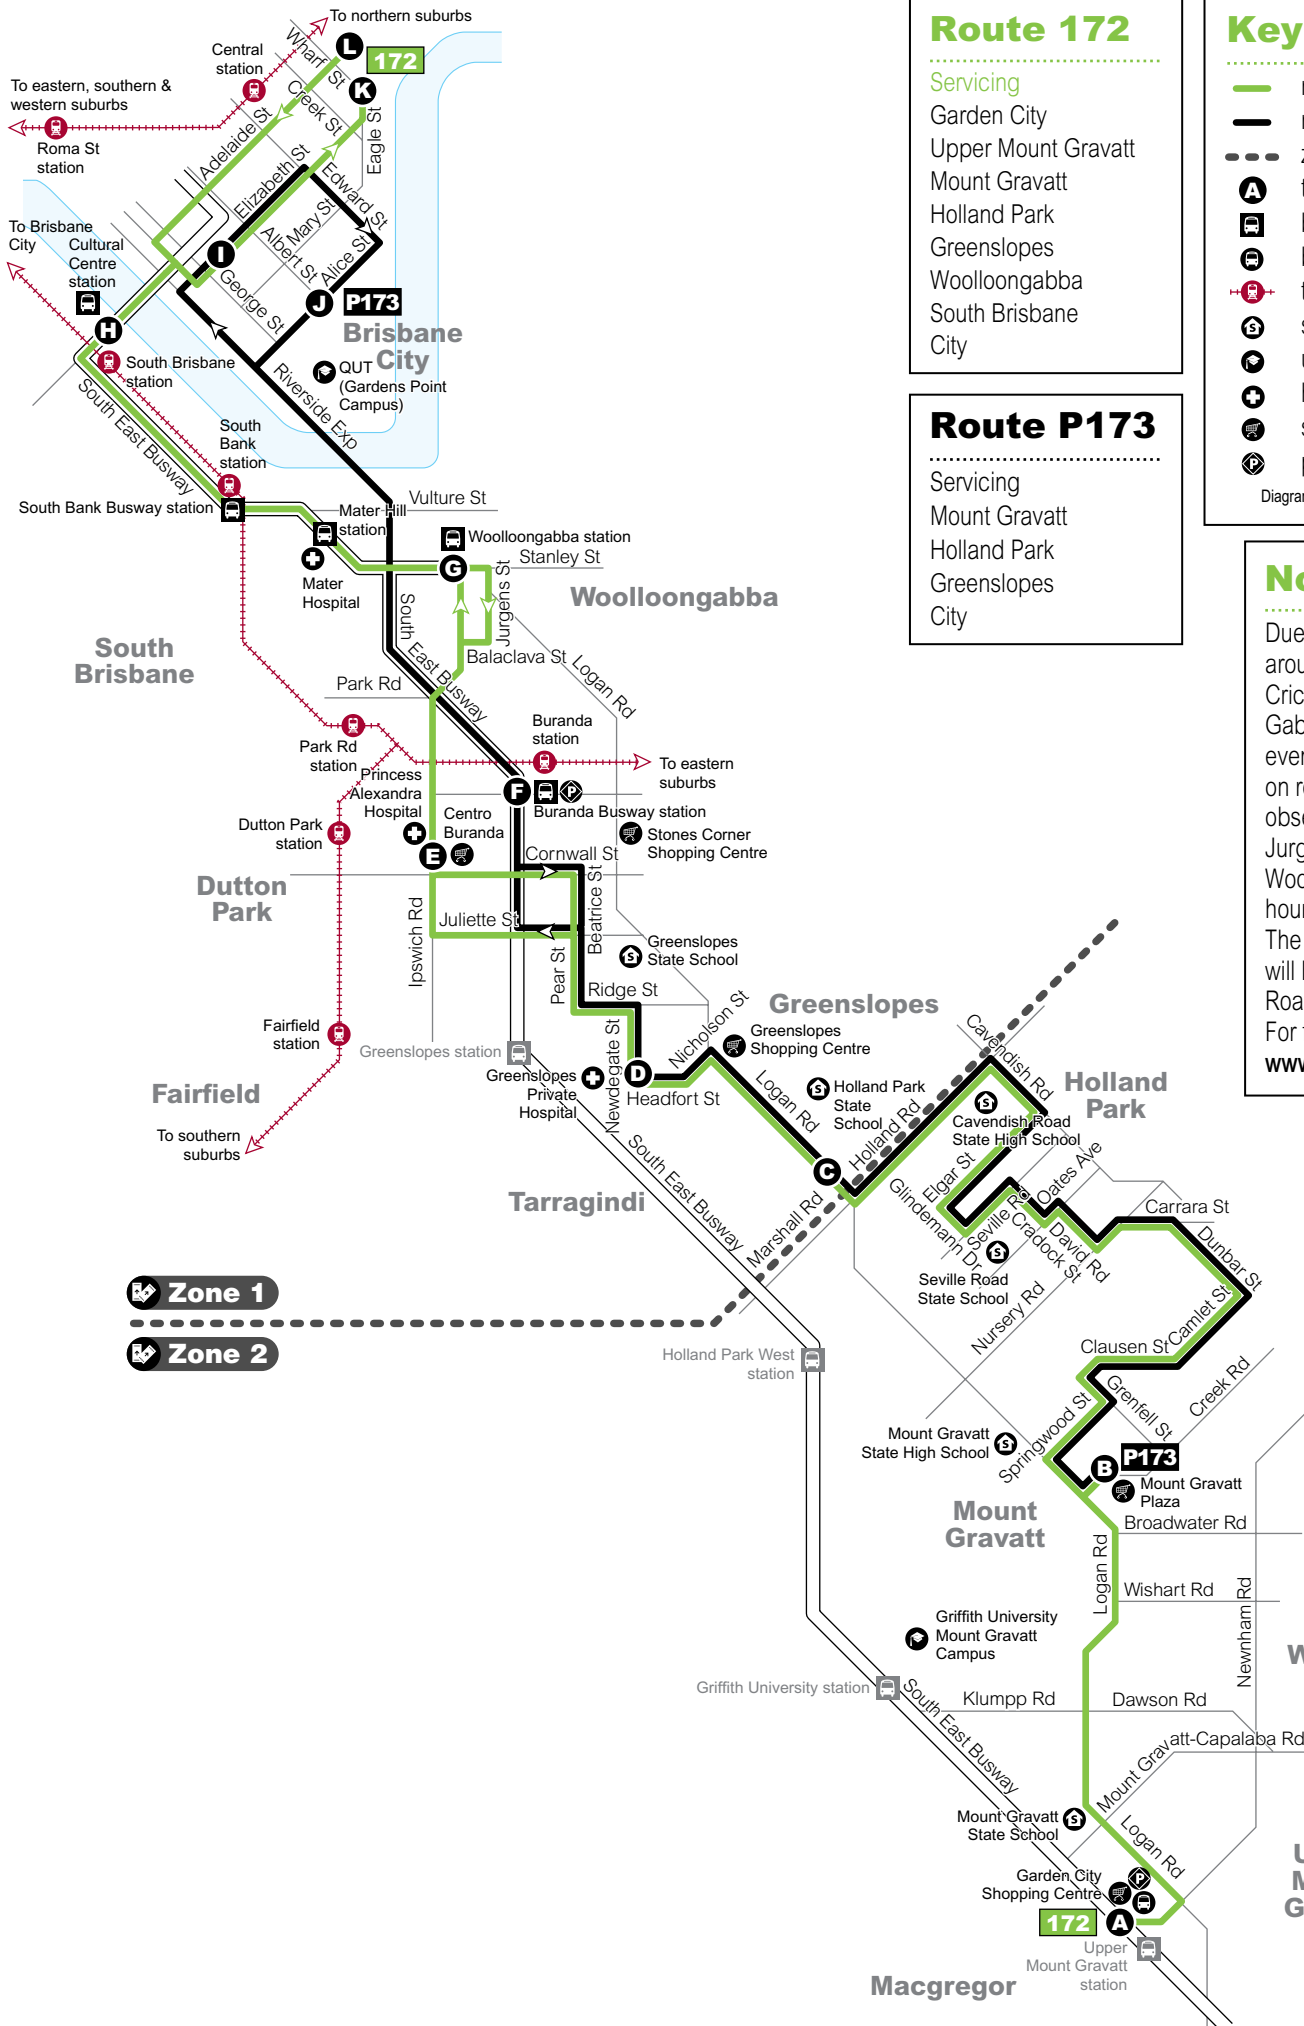 To northern suburbs
L
172
Wharf St
Central
station
K
Creek St
To eastern, southern &
western suburbs
Roma St
station
Adelaide St
Eagle St
Elizabeth St
Edward St
Mary St
Albert St
Alice St
To Brisbane
City
Cultural
Centre
station
I
George St
J
P173
Brisbane
City
H
South Brisbane
station
QUT
(Gardens Point
Campus)
Riverside Exp
South East Busway
South
Bank
station
South Bank Busway station
Vulture St
Mater Hill
station
Woolloongabba station
G
Stanley St
Mater
Hospital
Jurgens St
Woolloongabba
South East Busway
South
Brisbane
Balaclava St
Logan Rd
Park Rd
Park Rd
station
Buranda
station
To eastern
suburbs
Princess
Alexandra
Hospital
F
Buranda Busway station
Centro
Buranda
Dutton Park
station
E
Stones Corner
Shopping Centre
Cornwall St
Dutton
Park
Juliette St
Beatrice St
Ipswich Rd
Pear St
Greenslopes
State School
Ridge St
Fairfield
station
Greenslopes station
Nicholson St
Greenslopes
Greenslopes
Shopping Centre
Cavendish Rd
Fairfield
Greenslopes
Private
Hospital
Newdegate St
D
Headfort St
Logan Rd
Holland Park
State
School
Holland
Park
To southern
suburbs
Holland Rd
Cavendish Road
State High School
South East Busway
C
Elgar St
Oates Ave
Tarragindi
Marshall Rd
Glindemann Dr
Seville Rd
Cradock St
David Rd
Carrara St
Dunbar St
Seville Road
State School
Nursery Rd
Camlet St
Zone 1
Zone 2
Holland Park West
station
Clausen St
Grenfell St
Creek Rd
Mount Gravatt
State High School
Springwood St
B
P173
Mount Gravatt
Plaza
Mount
Gravatt
Broadwater Rd
Logan Rd
Wishart Rd
Newnham Rd
Griffith University
Mount Gravatt
Campus
Griffith University station
South East Busway
Klumpp Rd
Dawson Rd
Mount Gravatt-Capalaba Rd
Mount Gravatt
State School
Logan Rd
Garden City
Shopping Centre
172
A
Upper
Mount Gravatt
station
Macgregor
Route 172
Servicing
Garden City
Upper Mount Gravatt
Mount Gravatt
Holland Park
Greenslopes
Woolloongabba
South Brisbane
City
Route P173
Servicing
Mount Gravatt
Holland Park
Greenslopes
City
Key
A
Diagram
Due
For
www